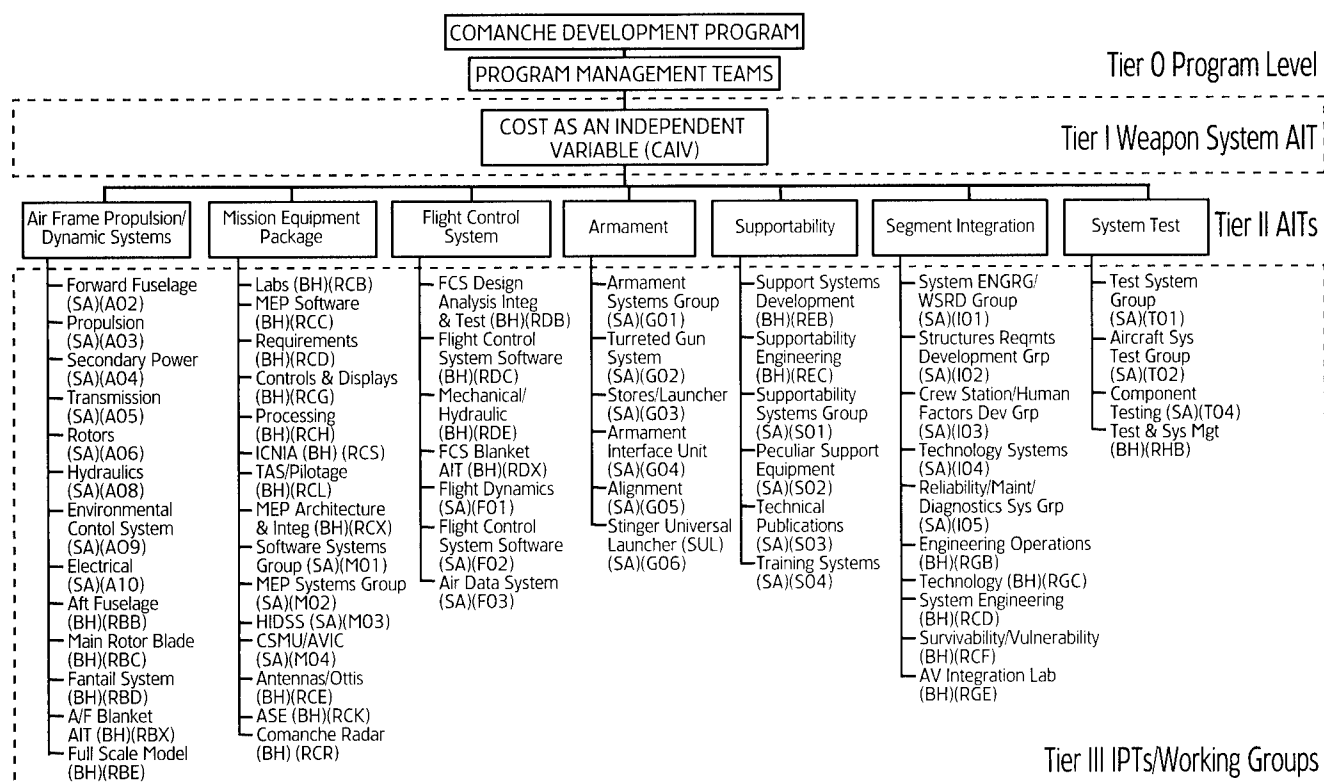 COMANCHE DEVELOPMENT PROGRAM
PROGRAM MANAGEMENT TEAMS
Tier 0 Program Level
COST AS AN INDEPENDENT
VARIABLE (CAIV)
Tier I Weapon System AIT
Air Frame Propulsion/
Dynamic Systems
Mission Equipment
Package
Flight Control
System
Armament
Supportability
Segment Integration
System Test
Tier II AITs
Forward Fuselage
(SA)(A02)
Propulsion
(SA)(A03)
Secondary Power
(SA)(A04)
Transmission
(SA)(A05)
Rotors
(SA)(A06)
Hydraulics
(SA)(A08)
Environmental
Contol System
(SA)(A09)
Electrical
(SA)(A10)
Aft Fuselage
(BH)(RBB)
Main Rotor Blade
(BH)(RBC)
Fantail System
(BH)(RBD)
A/F Blanket
AIT (BH)(RBX)
Full Scale Model
(BH)(RBE)
Labs (BH)(RCB)
MEP Software
(BH)(RCC)
Requirements
(BH)(RCD)
Controls & Displays
(BH)(RCG)
Processing
(BH)(RCH)
ICNIA (BH) (RCS)
TAS/Pilotage
(BH)(RCL)
MEP Architecture
& Integ (BH)(RCX)
Software Systems
Group (SA)(M01)
MEP Systems Group
(SA)(M02)
HIDSS (SA)(M03)
CSMU/AVIC
(SA)(M04)
Antennas/Ottis
(BH)(RCE)
ASE (BH)(RCK)
Comanche Radar
(BH) (RCR)
FCS Design
Analysis Integ
& Test (BH)(RDB)
Flight Control
System Software
(BH)(RDC)
Mechanical/
Hydraulic
(BH)(RDE)
FCS Blanket
AIT (BH)(RDX)
Flight Dynamics
(SA)(F01)
Flight Control
System Software
(SA)(F02)
Air Data System
(SA)(F03)
Armament
Systems Group
(SA)(G01)
Turreted Gun
System
(SA)(G02)
Stores/Launcher
(SA)(G03)
Armament
Interface Unit
(SA)(G04)
Alignment
(SA)(G05)
Stinger Universal
Launcher (SUL)
(SA)(G06)
Support Systems
Development
(BH)(REB)
Supportability
Engineering
(BH)(REC)
Supportability
Systems Group
(SA)(S01)
Peculiar Support
Equipment
(SA)(S02)
Technical
Publications
(SA)(S03)
Training Systems
(SA)(S04)
System ENGRG/
WSRD Group
(SA)(I01)
Structures Reqmts
Development Grp
(SA)(I02)
Crew Station/Human
Factors Dev Grp
(SA)(I03)
Technology Systems
(SA)(I04)
Reliability/Maint/
Diagnostics Sys Grp
(SA)(I05)
Engineering Operations
(BH)(RGB)
Technology (BH)(RGC)
System Engineering
(BH)(RCD)
Survivability/Vulnerability
(BH)(RCF)
AV Integration Lab
(BH)(RGE)
Test System
Group
(SA)(T01)
Aircraft Sys
Test Group
(SA)(T02)
Component
Testing (SA)(T04)
Test & Sys Mgt
(BH)(RHB)
Tier III IPTs/Working Groups